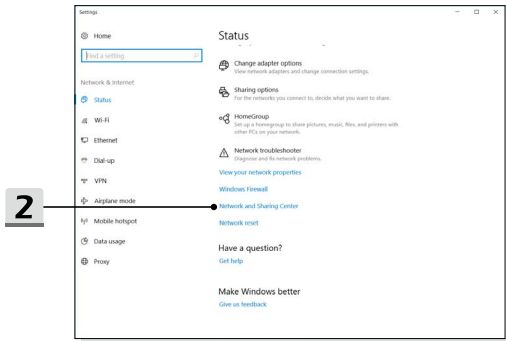 Settings
Home
Find a setting
Network & Internet
Status
Wi-Fi
Ethernet
Dial-up
VPN
Airplane mode
Mobile hotspot
Data usage
Proxy
2
Status
Change adapter options
View network adapters and change connection settings.
Sharing options
For the networks you connect to, decide what you want to share.
HomeGroup
Set up a homegroup to share pictures, music, files, and printers with
other PCs on your network.
Network troubleshooter
Diagnose and fix network problems.
View your network properties
Windows Firewall
Network and Sharing Center
Network reset
Have a question?
Get help
Make Windows better
Give us feedback